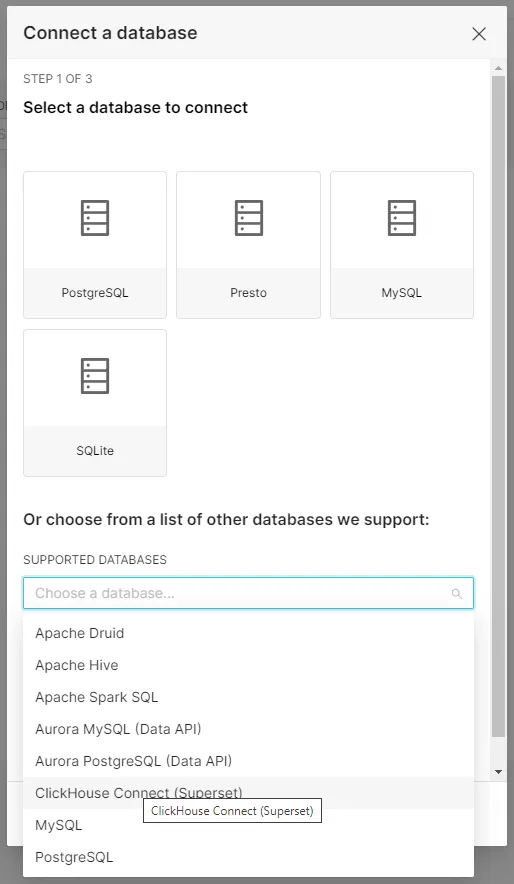 Connect a database
STEP 1 OF 3
Select a database to connect
PostgreSQL
Presto
MySQL
SQLite
Or choose from a list of other databases we support:
SUPPORTED DATABASES
Choose a database...
Apache Druid
Apache Hive
Apache Spark SQL
Aurora MySQL (Data API)
Aurora PostgreSQL (Data API)
ClickHouse Connect (Superset)
ClickHouse Connect (Superset)
MySQL
PostgreSQL